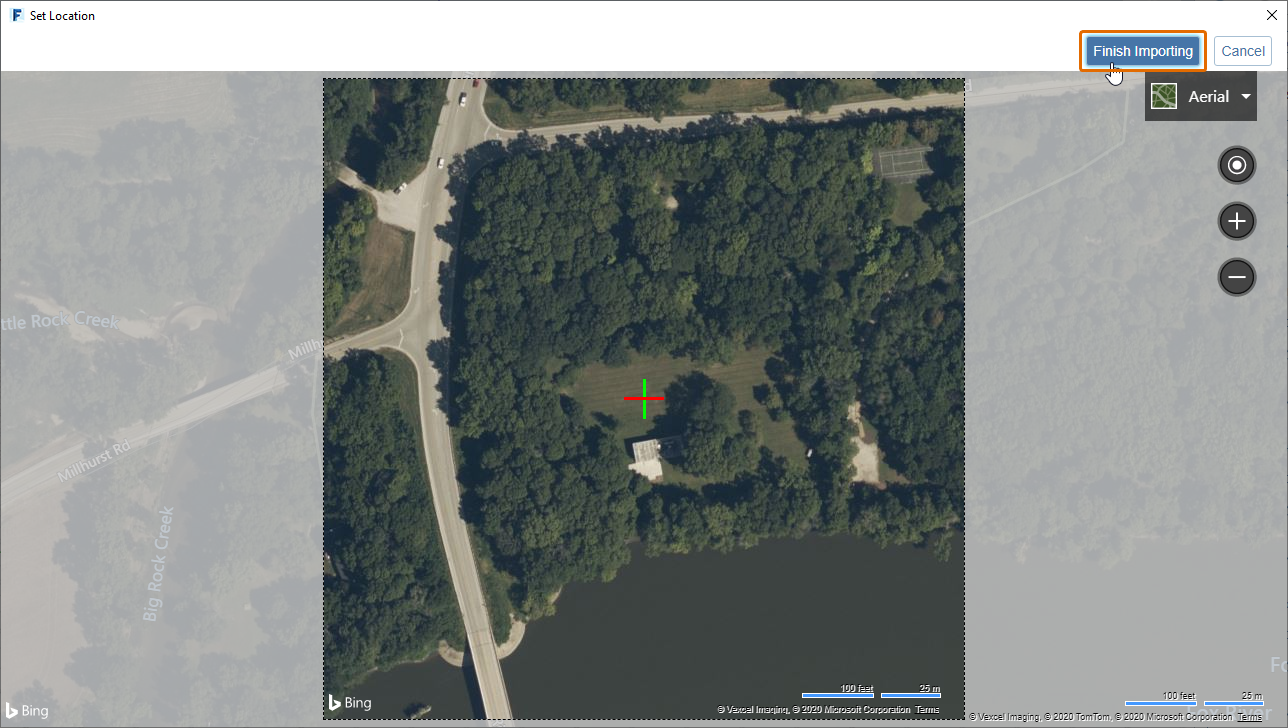 F Set Location
Finish Importing
Cancel
Aerial
ttle Rock Creek
Millh
Millhurst Rd
Big Rock Creek
Fo
Fox River
100 feet
25 m
Bing
© Vexcel Imaging, © 2020 Microsoft Corporation Terms
100 feet
25 m
Bing
© Vexcel Imaging, © 2020 TomTom, © 2020 Microsoft Corporation Terms